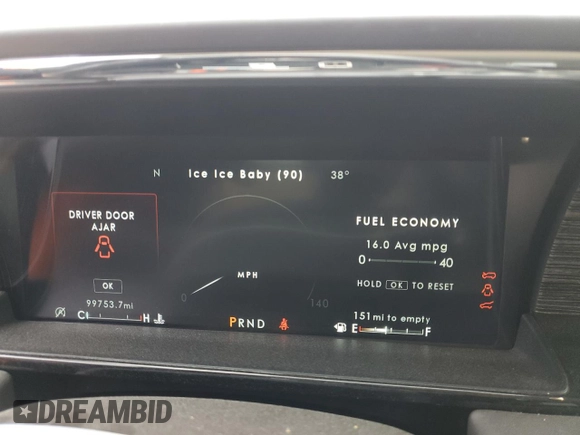 N Ice Ice Baby (90) 38°
DRIVER DOOR
AJAR
OK
99753.7mi
C H
MPH
0 140
PRND
FUEL ECONOMY
16.0 Avg mpg
0 40
HOLD OK TO RESET
151mi to empty
E F
DREAMBID